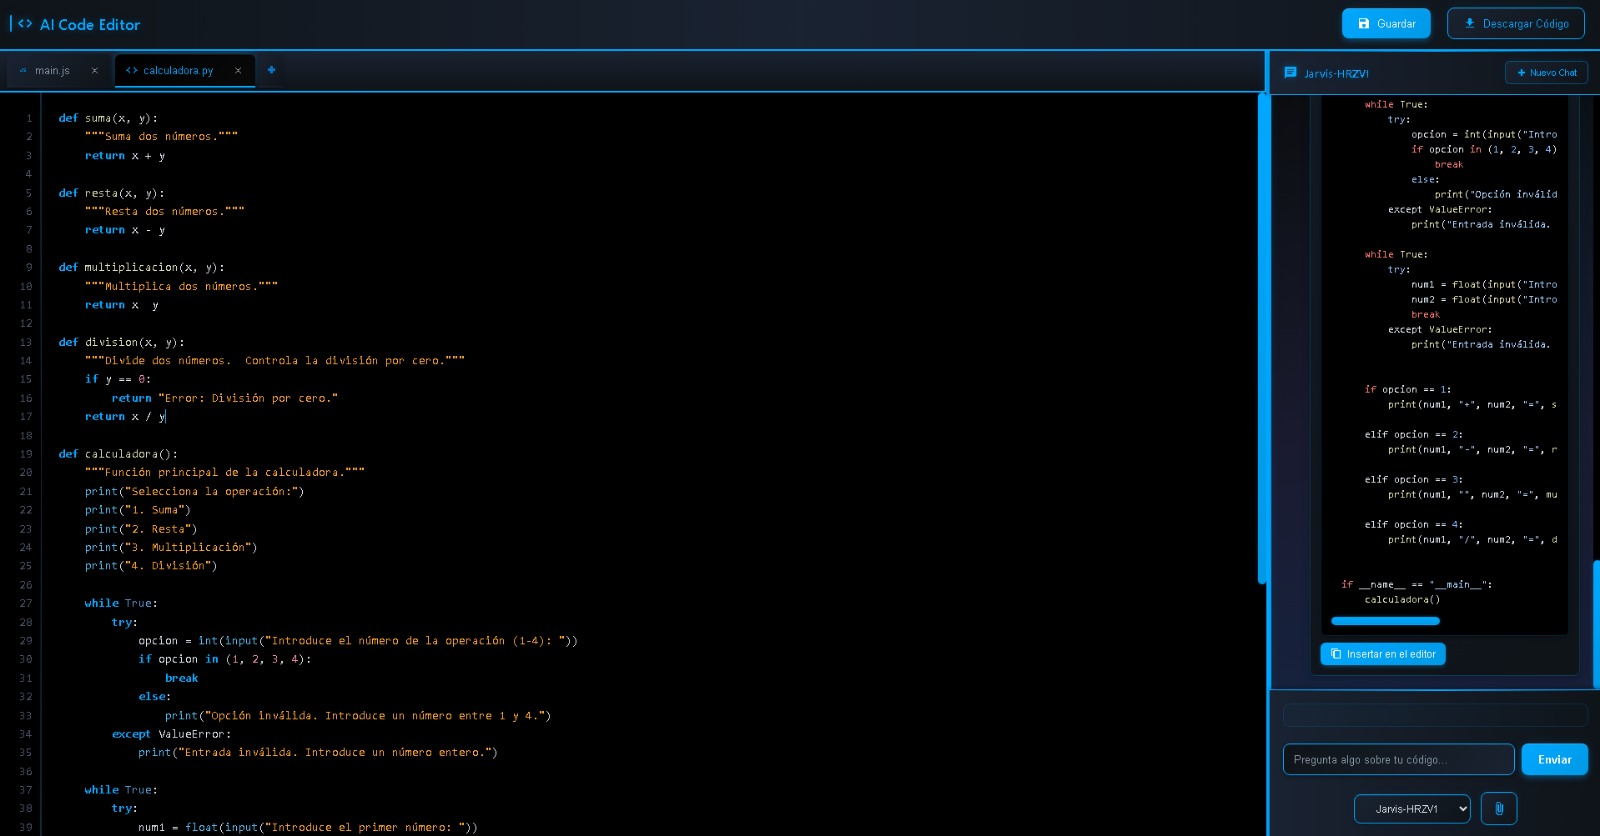 <> AI Code Editor
Guardar
Descargar Código
main.js ×
<> calculadora.py ×
+
1 def suma(x, y):
2 """Suma dos números."""
3 return x + y
4
5 def resta(x, y):
6 """Resta dos números."""
7 return x - y
8
9 def multiplicacion(x, y):
10 """Multiplica dos números."""
11 return x  y
12
13 def division(x, y):
14 """Divide dos números.  Controla la división por cero."""
15 if y == 0:
16 return "Error: División por cero."
17 return x / y
18
19 def calculadora():
20 """Función principal de la calculadora."""
21 print("Selecciona la operación:")
22 print("1. Suma")
23 print("2. Resta")
24 print("3. Multiplicación")
25 print("4. División")
26
27 while True:
28 try:
29 opcion = int(input("Introduce el número de la operación (1-4): "))
30 if opcion in (1, 2, 3, 4):
31 break
32 else:
33 print("Opción inválida. Introduce un número entre 1 y 4.")
34 except ValueError:
35 print("Entrada inválida. Introduce un número entero.")
36
37 while True:
38 try:
39 num1 = float(input("Introduce el primer número: "))
Jarvis-HRZV1
+ Nuevo Chat
while True:
try:
opcion = int(input("Intro
if opcion in (1, 2, 3, 4)
break
else:
print("Opción inválid
except ValueError:
print("Entrada inválida.
while True:
try:
num1 = float(input("Intro
num2 = float(input("Intro
break
except ValueError:
print("Entrada inválida.
if opcion == 1:
print(num1, "+", num2, "=", s
elif opcion == 2:
print(num1, "-", num2, "=", r
elif opcion == 3:
print(num1, "", num2, "=", mu
elif opcion == 4:
print(num1, "/", num2, "=", d
if __name__ == "__main__":
calculadora()
Insertar en el editor
Pregunta algo sobre tu código...
Enviar
Jarvis-HRZV1